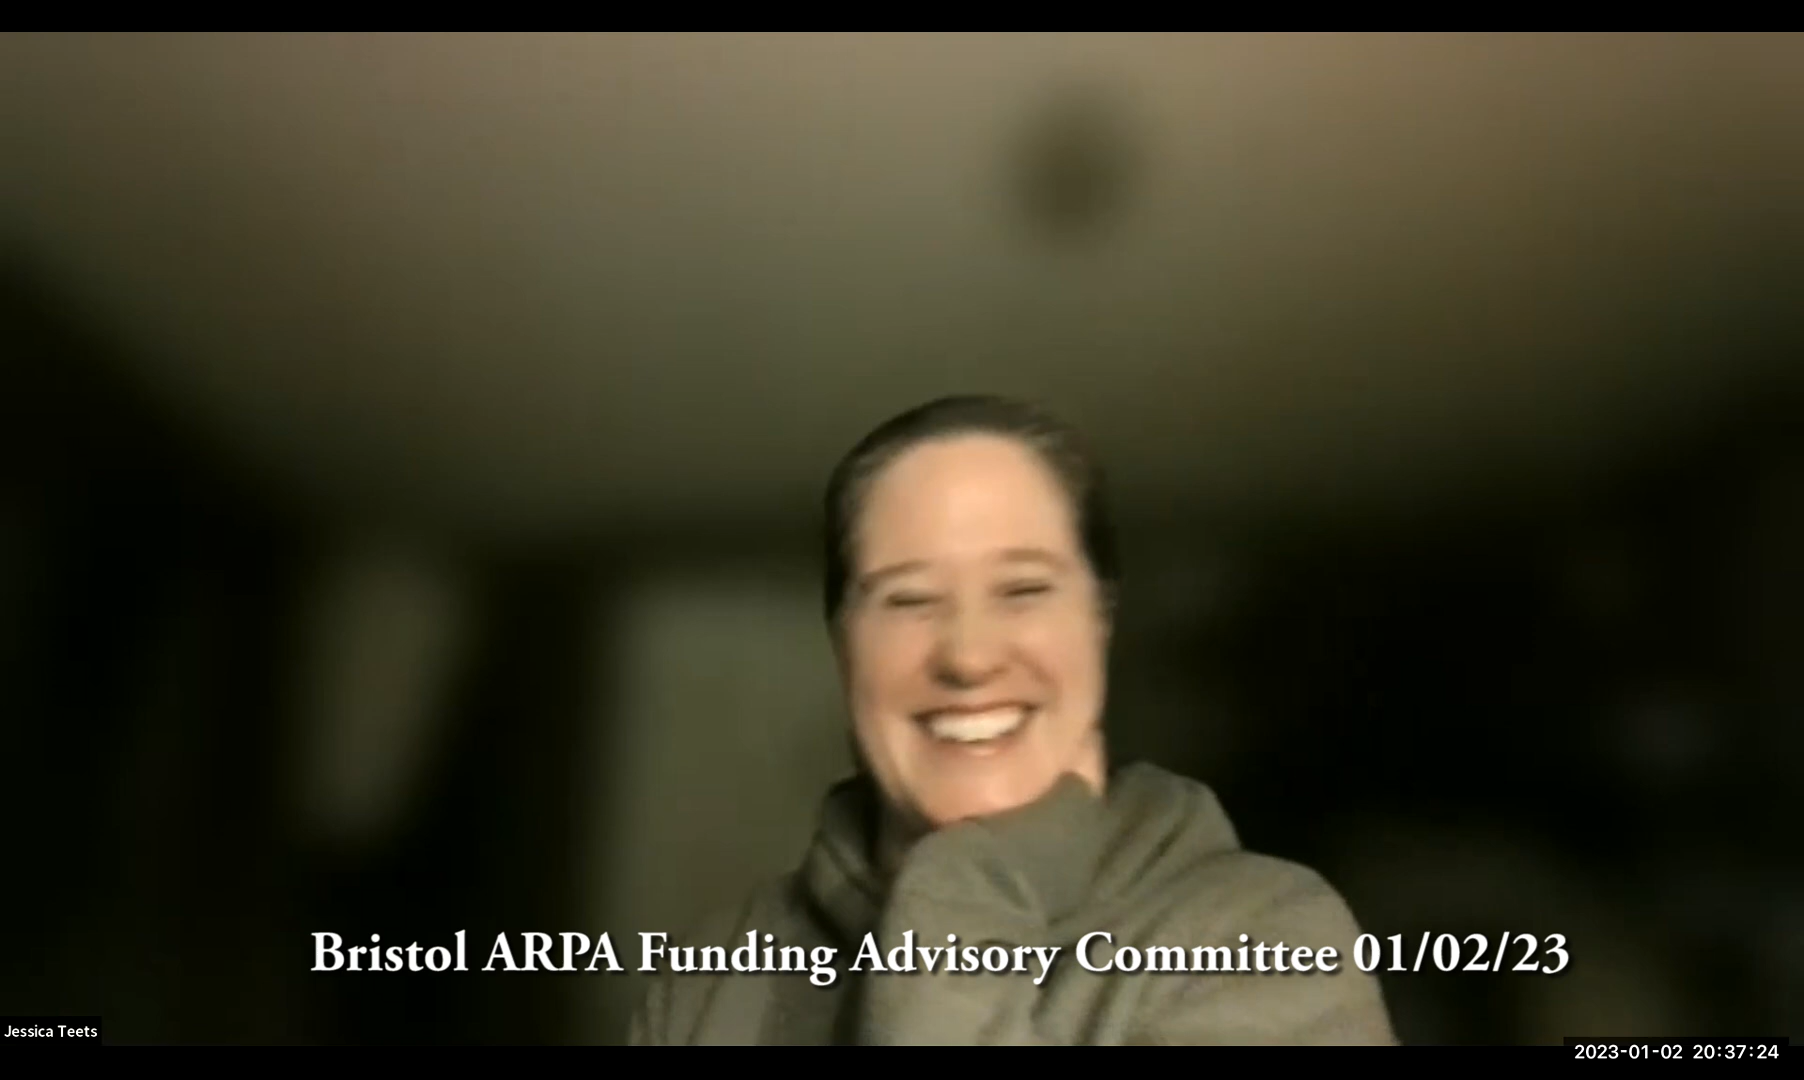 Bristol ARPA Funding Advisory Committee 01/02/23
Jessica Teets
2023-01-02 20:37:24